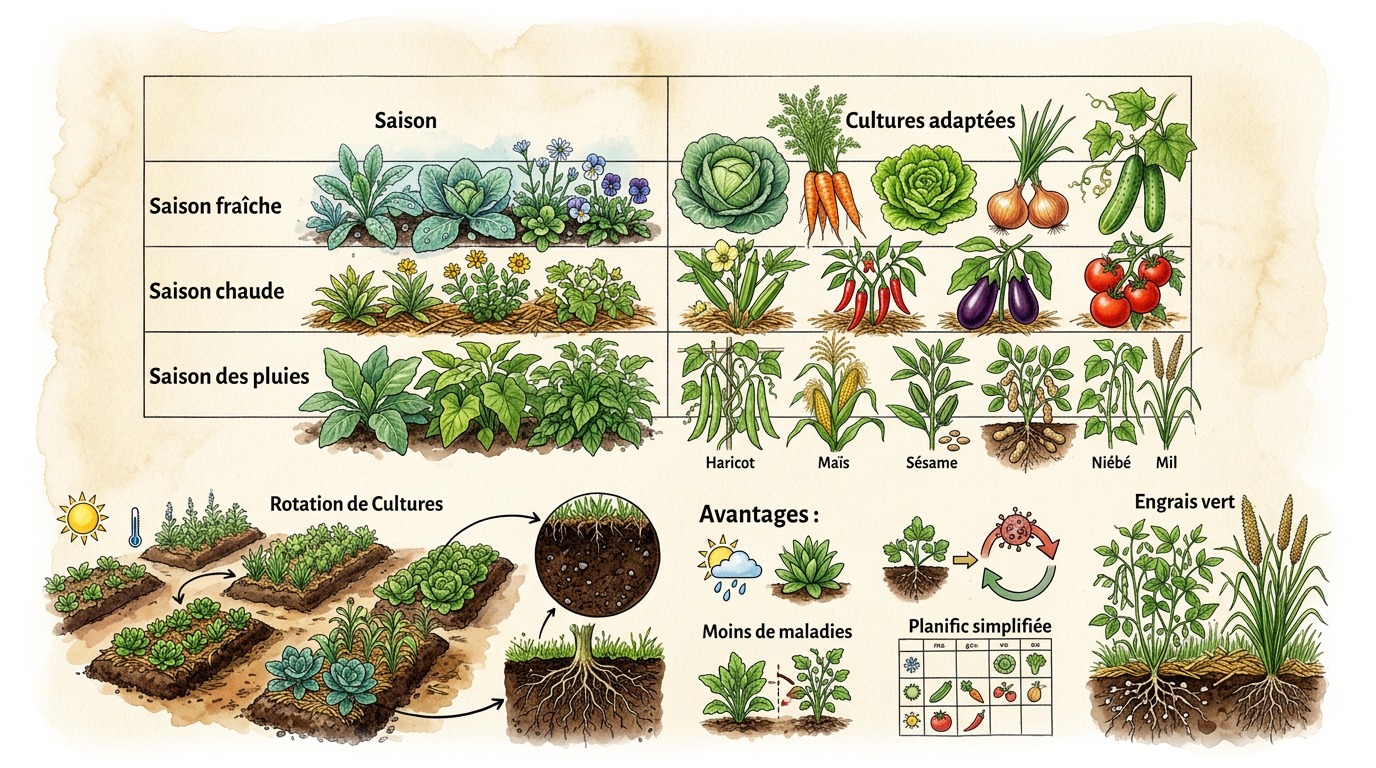 Saison
Cultures adaptées
Saison fraîche
Saison chaude
Saison des pluies
Haricot
Maïs
Sésame
Niébé
Mil
Rotation de Cultures
Avantages :
Engrais vert
Moins de maladies
Planific simplifiée